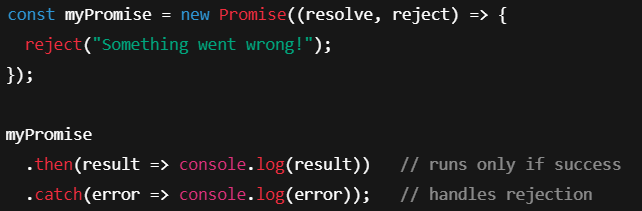 const myPromise = new Promise((resolve, reject) => {
  reject("Something went wrong!");
});

myPromise
  .then(result => console.log(result))   // runs only if success
  .catch(error => console.log(error));   // handles rejection